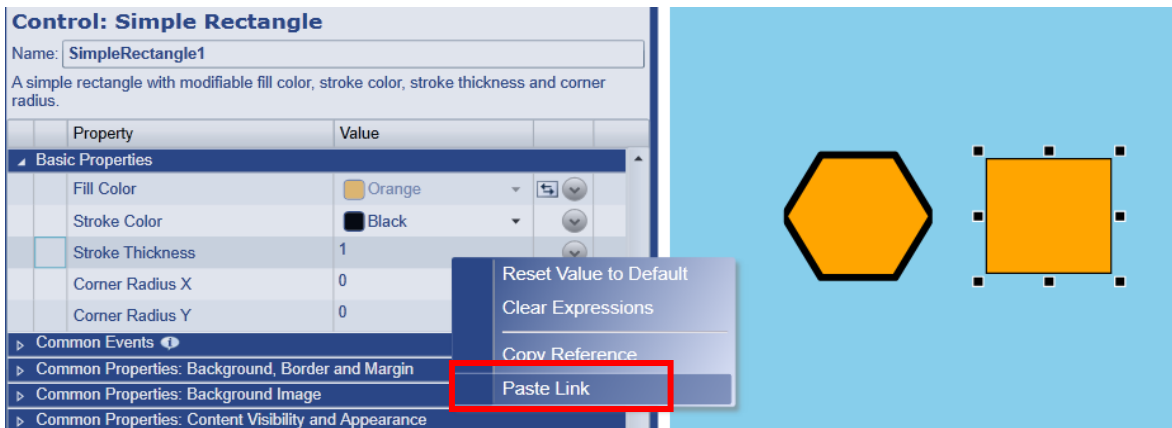 Control: Simple Rectangle
Name: SimpleRectangle1
A simple rectangle with modifiable fill color, stroke color, stroke thickness and corner
radius.
Property Value
Basic Properties
Fill Color Orange
Stroke Color Black
Stroke Thickness 1
Corner Radius X 0
Corner Radius Y 0
Common Events
Common Properties: Background, Border and Margin
Common Properties: Background Image
Common Properties: Content Visibility and Appearance
Reset Value to Default
Clear Expressions
Copy Reference
Paste Link